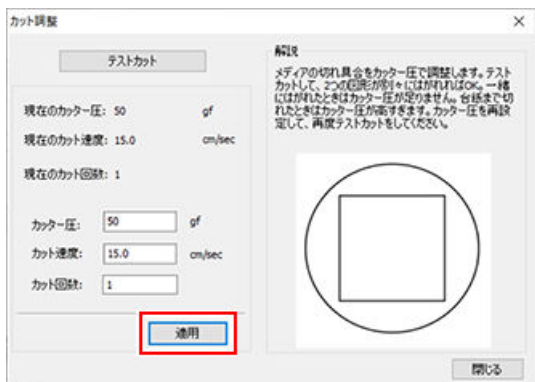 カット調整
テストカット
現在のカッター圧: 50 gf
現在のカット速度: 15.0 cm/sec
現在のカット回数: 1
カッター圧: 50 gf
カット速度: 15.0 cm/sec
カット回数: 1
適用
解説
メディアの切れ具合をカッター圧で調整します。テスト
カットして、2つの図形が別々にはがれればOK。一緒
にはがれたときはカッター圧が足りません。台紙まで切
れたときはカッター圧が高すぎます。カッター圧を再設
定して、再度テストカットをしてください。
閉じる